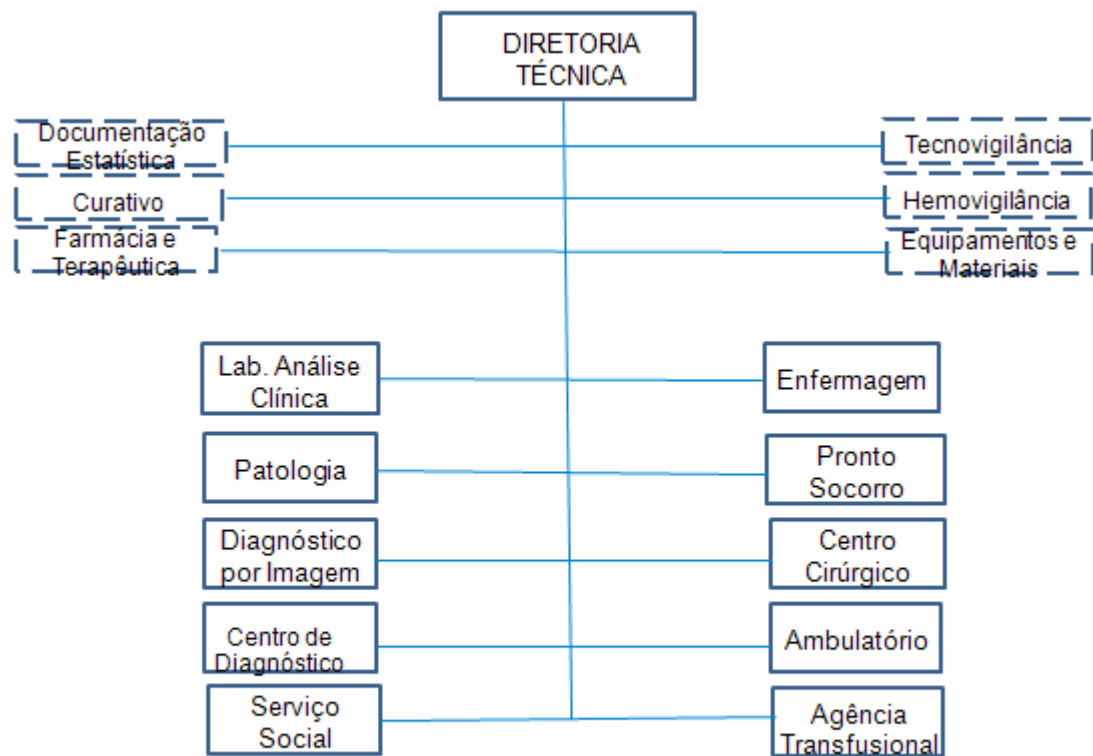 DIRETORIA
TÉCNICA
Documentação
Estatística
Tecnovigilância
Curativo
Hemovigilância
Farmácia e
Terapêutica
Equipamentos e
Materiais
Lab. Análise
Clínica
Enfermagem
Patologia
Pronto
Socorro
Diagnóstico
por Imagem
Centro
Cirúrgico
Centro de
Diagnóstico
Ambulatório
Serviço
Social
Agência
Transfusional